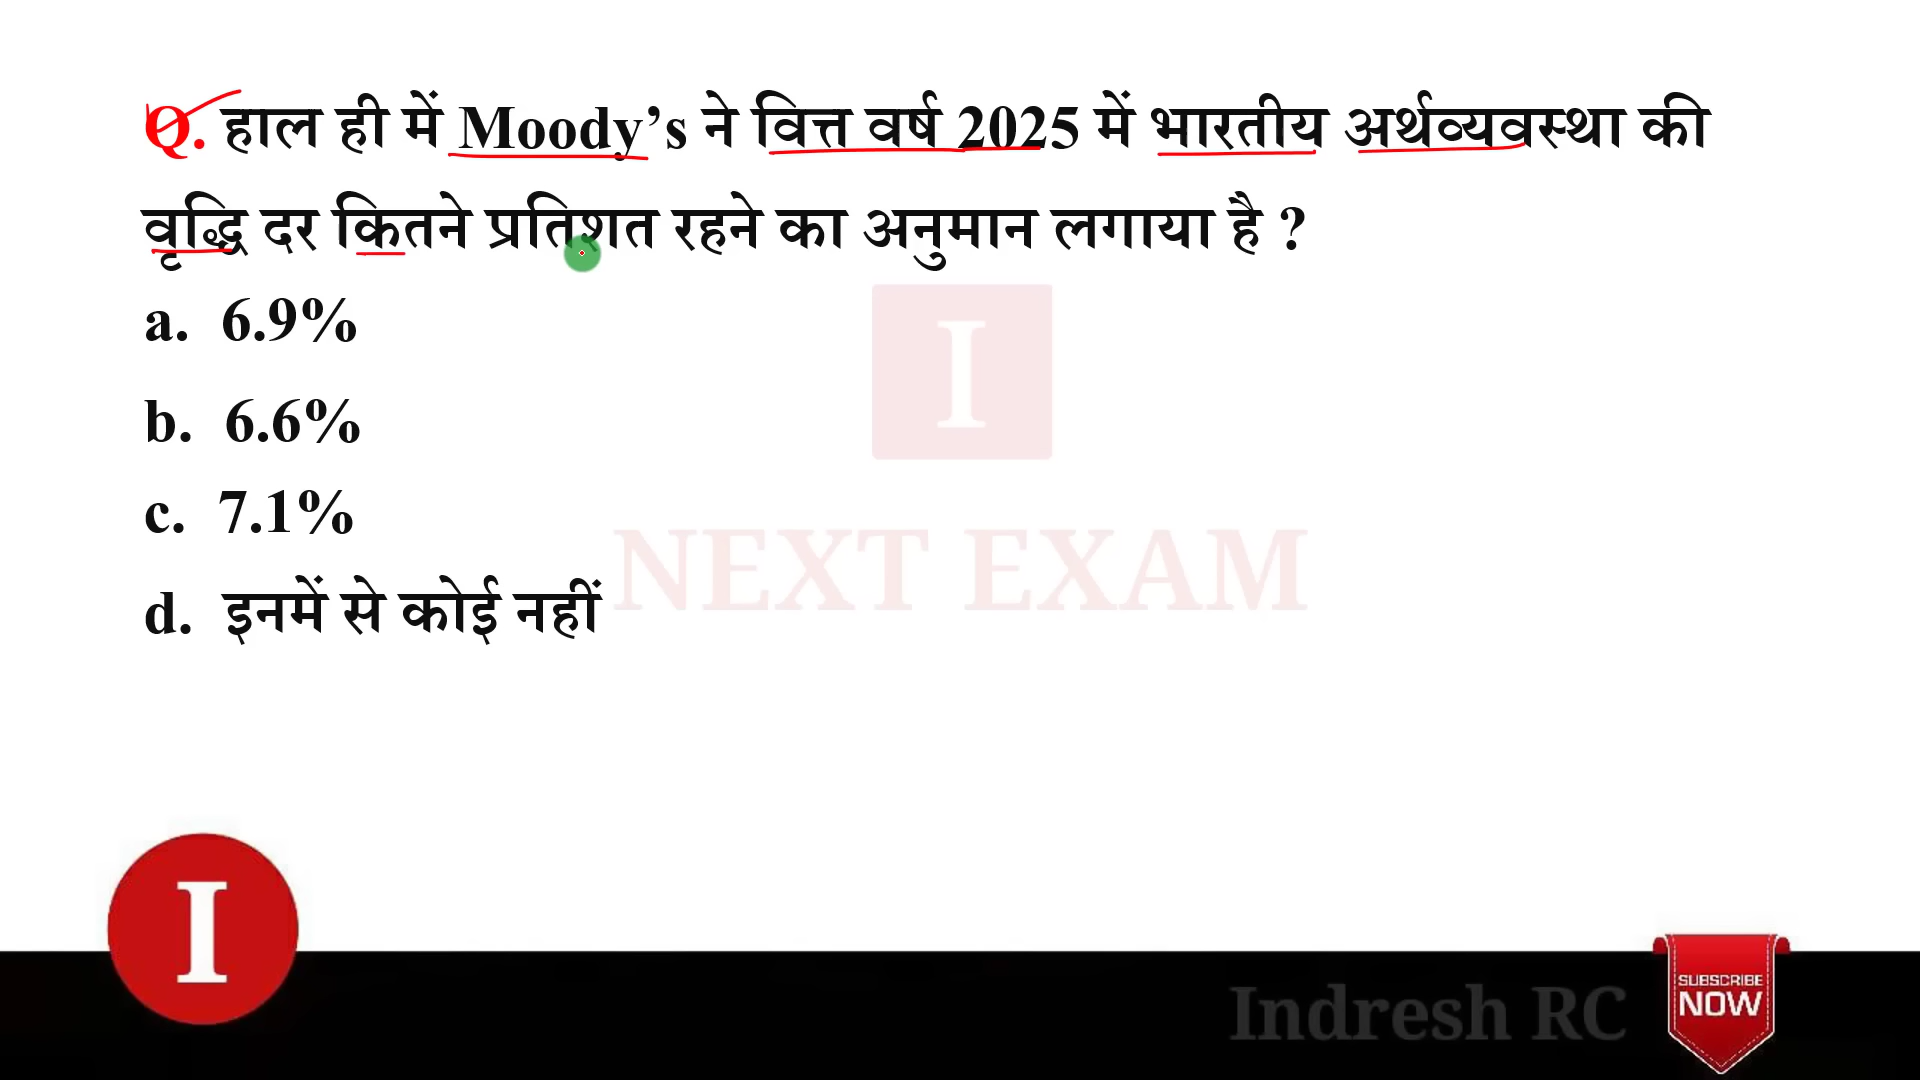 Q. हाल ही में Moody’s ने वित्त वर्ष 2025 में भारतीय अर्थव्यवस्था की
वृद्धि दर कितने प्रतिशत रहने का अनुमान लगाया है ?
a. 6.9%
b. 6.6%
c. 7.1%
d. इनमें से कोई नहीं
I
NEXT EXAM
I
Indresh RC
SUBSCRIBE
NOW